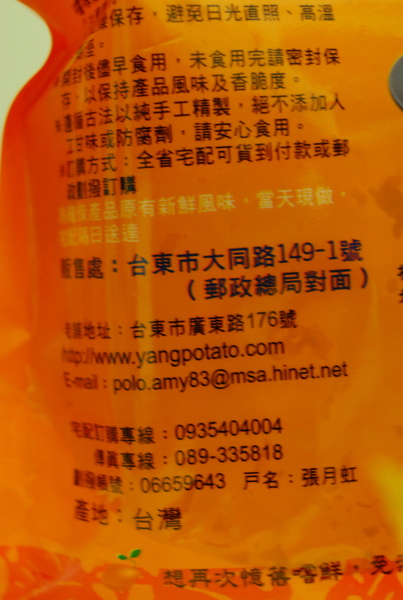 燥保存，避免日光直照、高溫
開封後儘早食用，未食用完請密封保
存，以保持產品風味及香脆度。
遵循古法以純手工精製，絕不添加人
工甘味或防腐劑，請安心食用。
訂購方式：全省宅配可貨到付款或郵
政劃撥訂購
確保產品原有新鮮風味，當天現做，
宅配隔日送達
販售處：台東市大同路149-1號
（郵政總局對面）
老舖地址：台東市廣東路176號
http://www.yangpotato.com
E-mail：polo.amy83@msa.hinet.net
宅配訂購專線：0935404004
傳真專線：089-335818
劃撥帳號：06659643 戶名：張月虹
產地：台灣
想再次憶舊嚐鮮，免